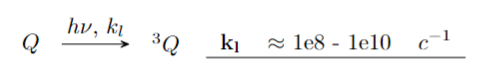 Q hν, k_l ³Q k_l ≈ 1e8 - 1e10 c⁻¹